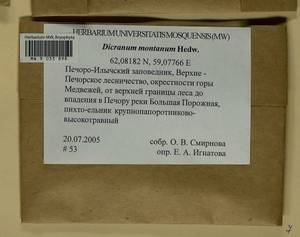 HERBARIUM UNIVERSITATIS MOSQUENSIS (MW)
Dicranum montanum Hedw.
62,08182 N, 59,07766 E
Печоро-Илычский заповедник, Верхне -
Печорское лесничество, окрестности горы
Медвежей, от верхней границы леса до
впадения в Печору реки Большая Порожная,
пихто-ельник крупнопапоротниково-
высокотравный
20.07.2005
собр. О. В. Смирнова
# 53
опр. Е. А. Игнатова